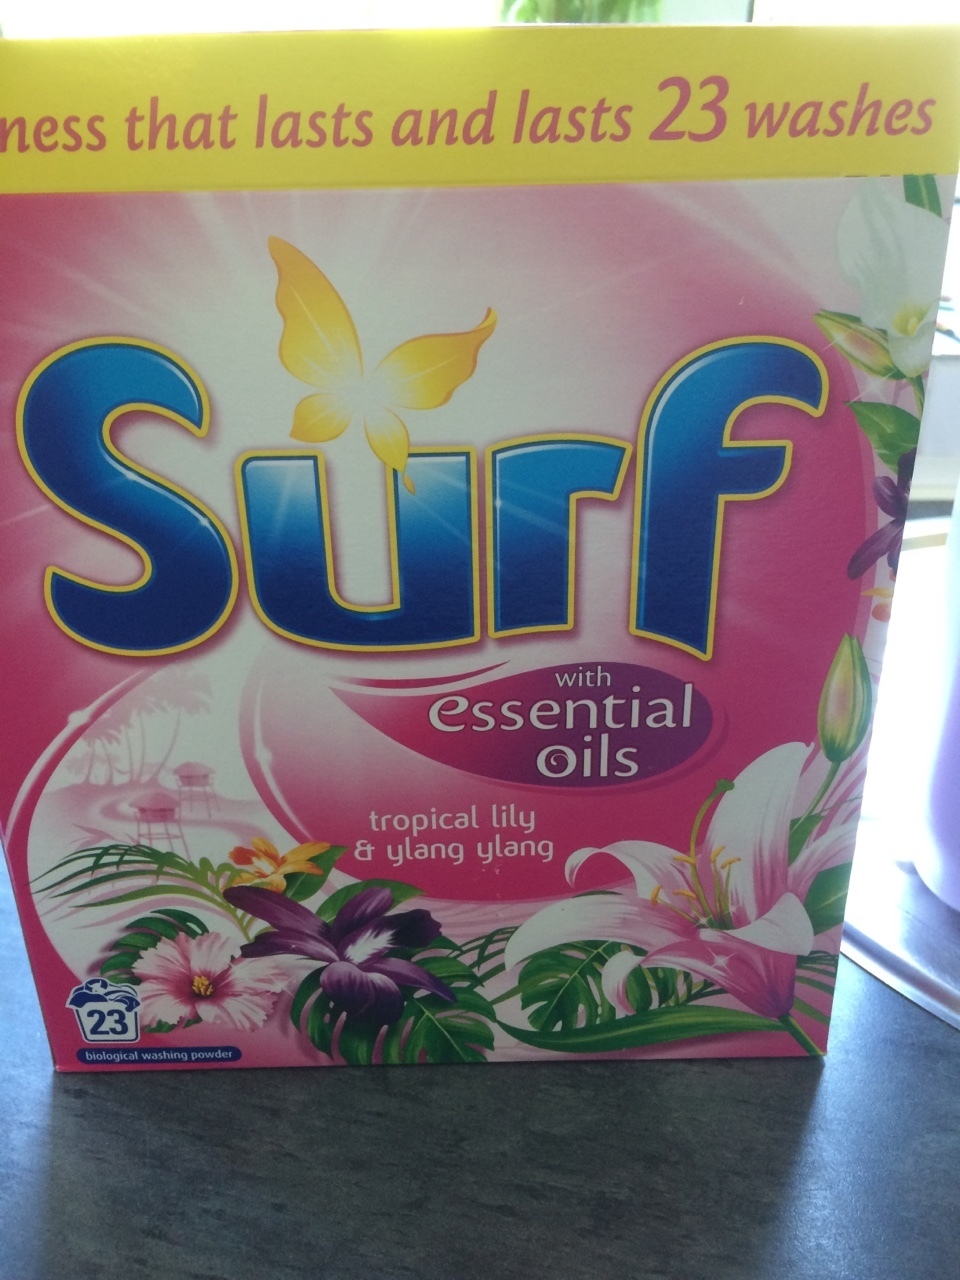 ness that lasts and lasts 23 washes
Surf
with
essential
oils
tropical lily
& ylang ylang
23
biological washing powder